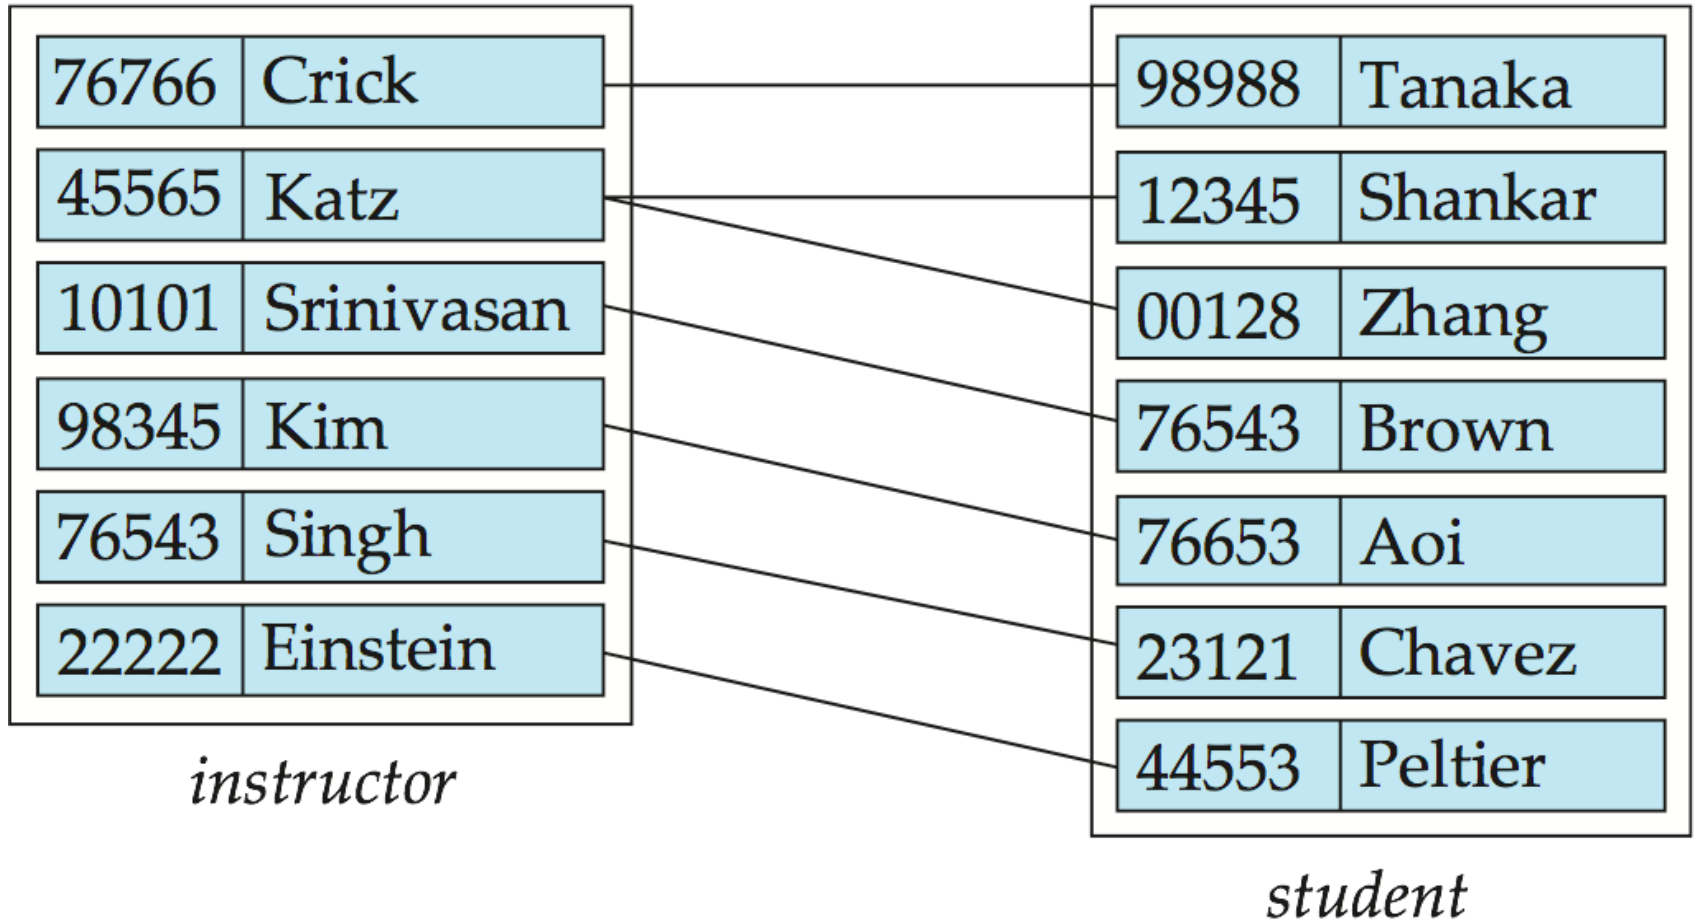 76766 Crick
45565 Katz
10101 Srinivasan
98345 Kim
76543 Singh
22222 Einstein
instructor
98988 Tanaka
12345 Shankar
00128 Zhang
76543 Brown
76653 Aoi
23121 Chavez
44553 Peltier
student